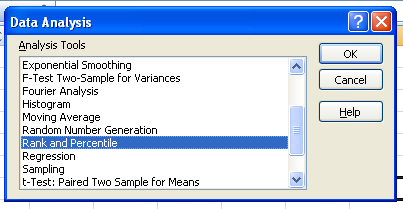 Data Analysis
Analysis Tools
Exponential Smoothing
F-Test Two-Sample for Variances
Fourier Analysis
Histogram
Moving Average
Random Number Generation
Rank and Percentile
Regression
Sampling
t-Test: Paired Two Sample for Means
OK
Cancel
Help